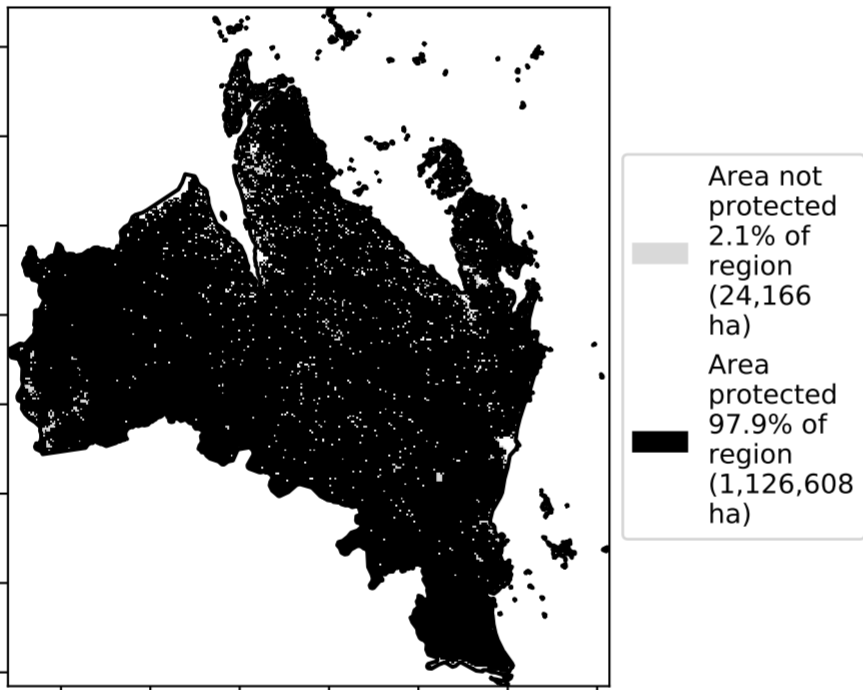 Area not
protected
2.1% of
region
(24,166
ha)
Area
protected
97.9% of
region
(1,126,608
ha)